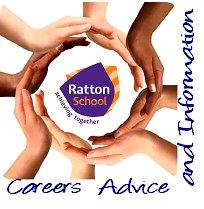 Ratton
School
achieving together
Careers Advice
and Information